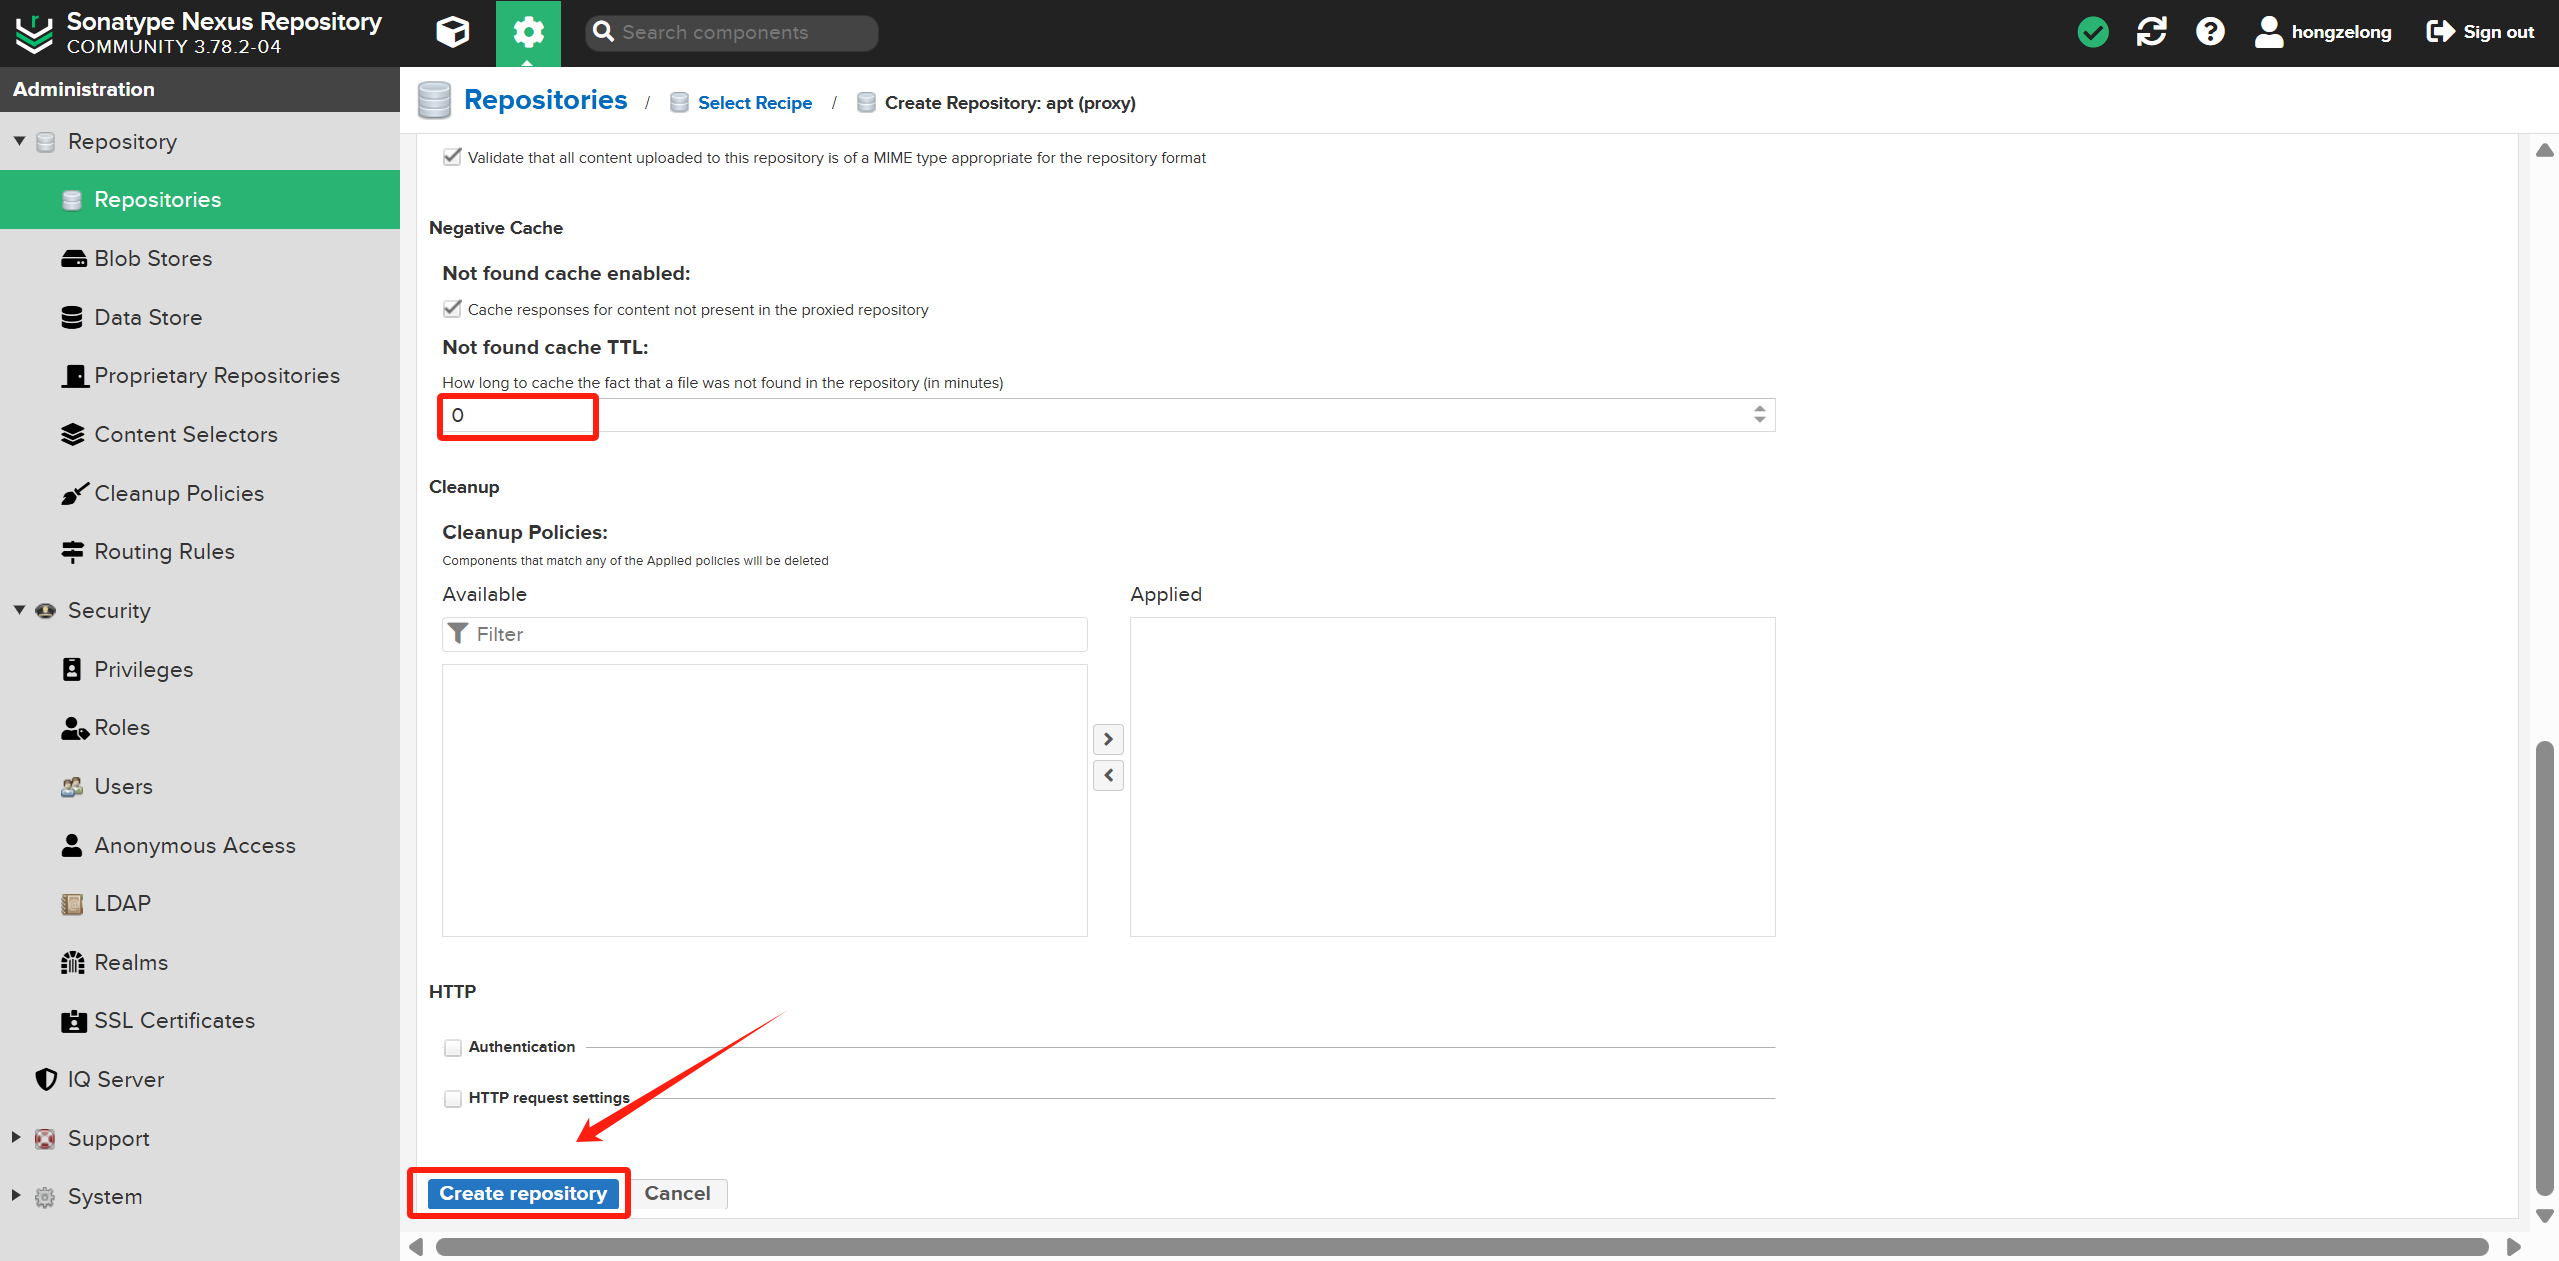 Sonatype Nexus Repository
COMMUNITY 3.78.2-04
Search components
hongzelong
Sign out
Administration
Repository
Repositories
Blob Stores
Data Store
Proprietary Repositories
Content Selectors
Cleanup Policies
Routing Rules
Security
Privileges
Roles
Users
Anonymous Access
LDAP
Realms
SSL Certificates
IQ Server
Support
System
Repositories / Select Recipe / Create Repository: apt (proxy)
Validate that all content uploaded to this repository is of a MIME type appropriate for the repository format
Negative Cache
Not found cache enabled:
Cache responses for content not present in the proxied repository
Not found cache TTL:
How long to cache the fact that a file was not found in the repository (in minutes)
0
Cleanup
Cleanup Policies:
Components that match any of the Applied policies will be deleted
Available
Applied
Filter
HTTP
Authentication
HTTP request settings
Create repository
Cancel